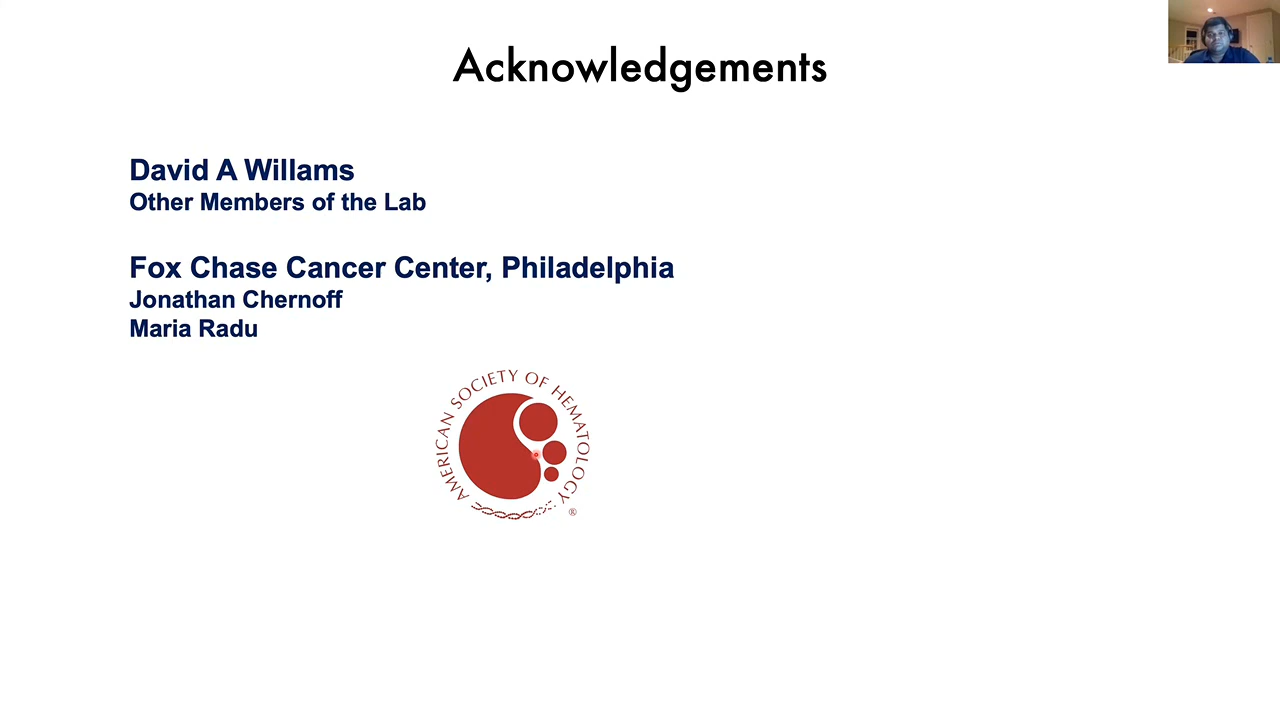 Acknowledgements
David A Willams
Other Members of the Lab
Fox Chase Cancer Center, Philadelphia
Jonathan Chernoff
Maria Radu
AMERICAN SOCIETY OF HEMATOLOGY
®